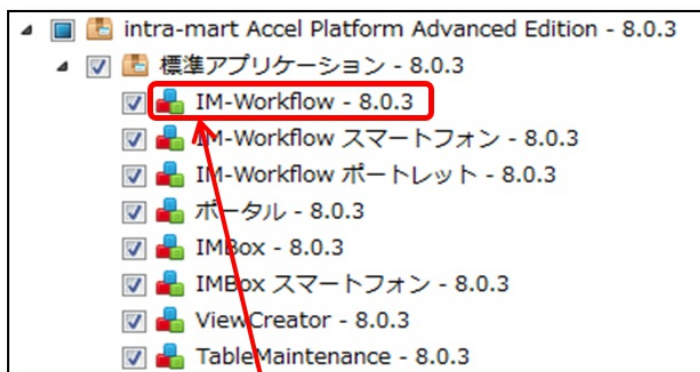 intra-mart Accel Platform Advanced Edition - 8.0.3
標準アプリケーション - 8.0.3
IM-Workflow - 8.0.3
IM-Workflow スマートフォン - 8.0.3
IM-Workflow ポートレット - 8.0.3
ポータル - 8.0.3
IMBox - 8.0.3
IMBox スマートフォン - 8.0.3
ViewCreator - 8.0.3
TableMaintenance - 8.0.3